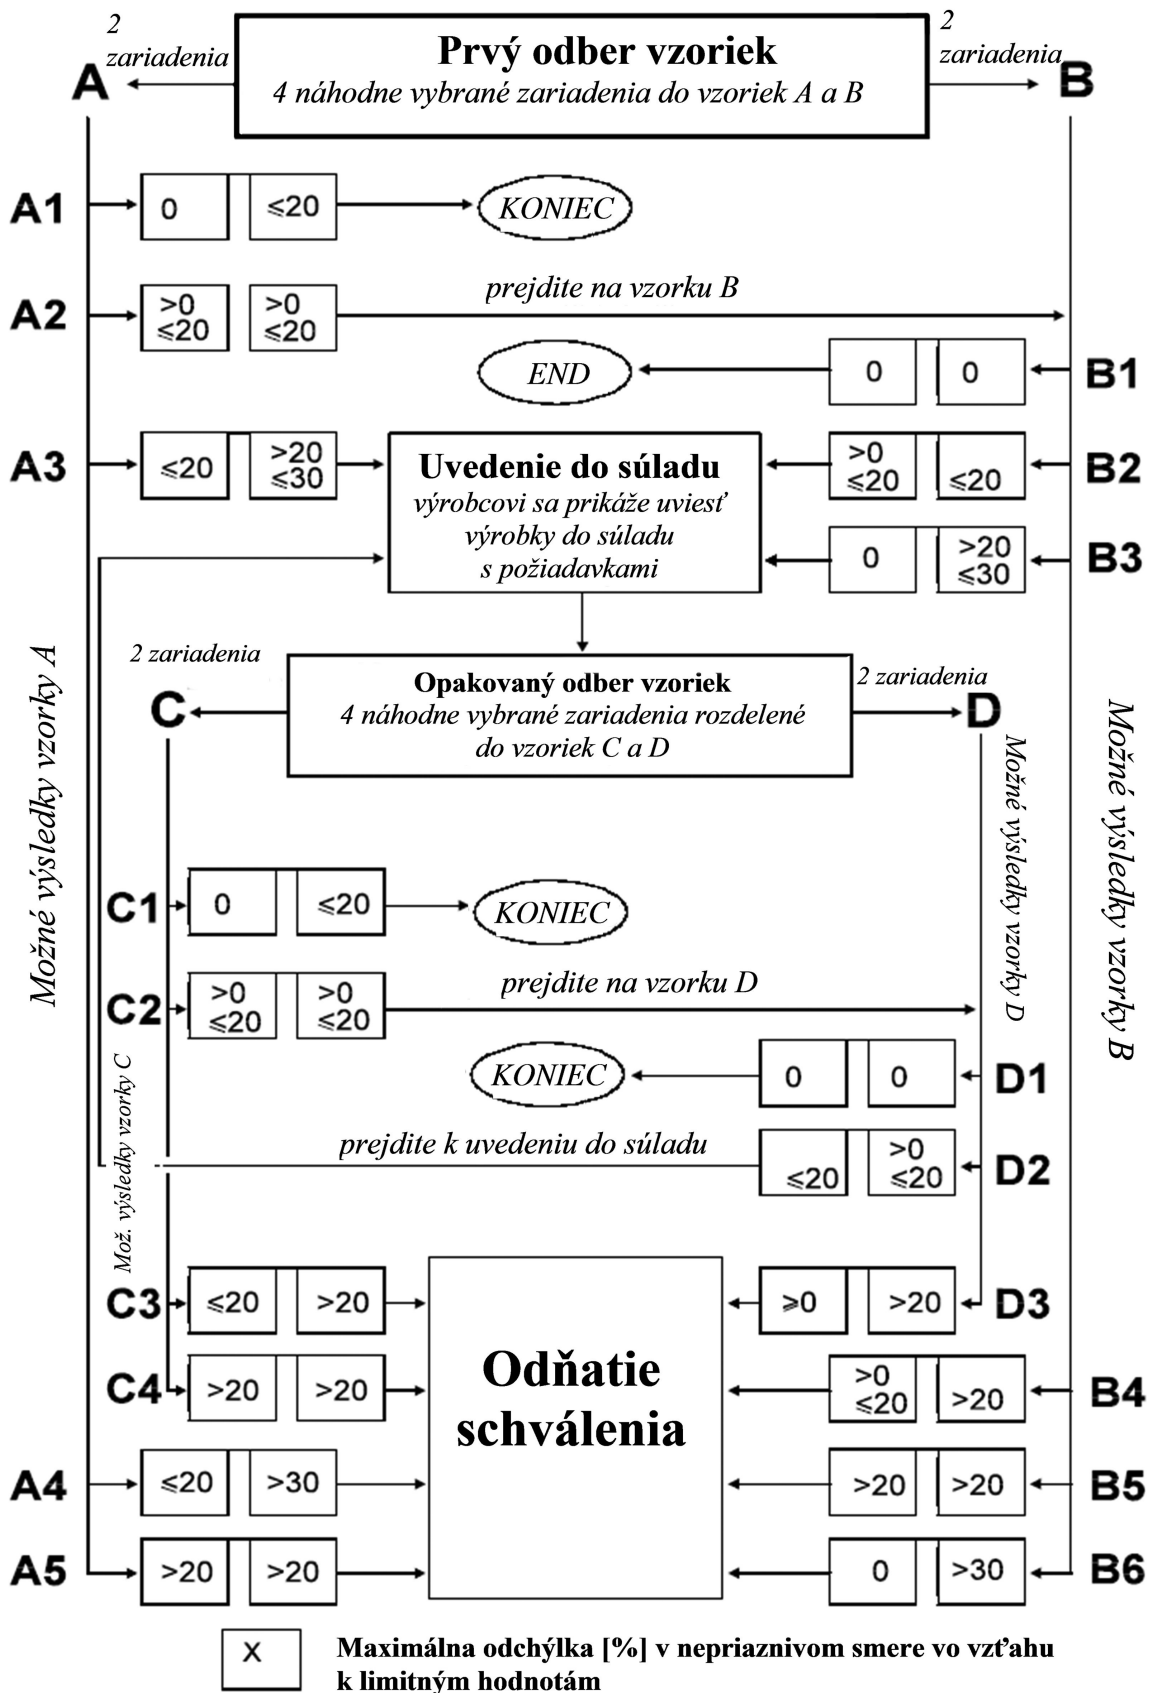 2
zariadenia
Prvý odber vzoriek
4 náhodne vybrané zariadenia do vzoriek A a B
2
zariadenia
A
B
A1
0
≤20
KONIEC
A2
>0
≤20
>0
≤20
prejdite na vzorku B
END
0
0
B1
A3
≤20
>20
≤30
Uvedenie do súladu
výrobcovi sa prikáže uviesť
výrobky do súladu
s požiadavkami
>0
≤20
≤20
B2
0
>20
≤30
B3
Možné výsledky vzorky A
2 zariadenia
C
Opakovaný odber vzoriek
4 náhodne vybrané zariadenia rozdelené
do vzoriek C a D
2 zariadenia
D
Možné výsledky vzorky D
Možné výsledky vzorky B
C1
0
≤20
KONIEC
C2
>0
≤20
>0
≤20
prejdite na vzorku D
Mož. výsledky vzorky C
KONIEC
0
0
D1
prejdite k uvedeniu do súladu
≤20
>0
≤20
D2
C3
≤20
>20
Odňatie
schválenia
≥0
>20
D3
C4
>20
>20
>0
≤20
>20
B4
A4
≤20
>30
>20
>20
B5
A5
>20
>20
0
>30
B6
X
Maximálna odchýlka [%] v nepriaznivom smere vo vzťahu
k limitným hodnotám